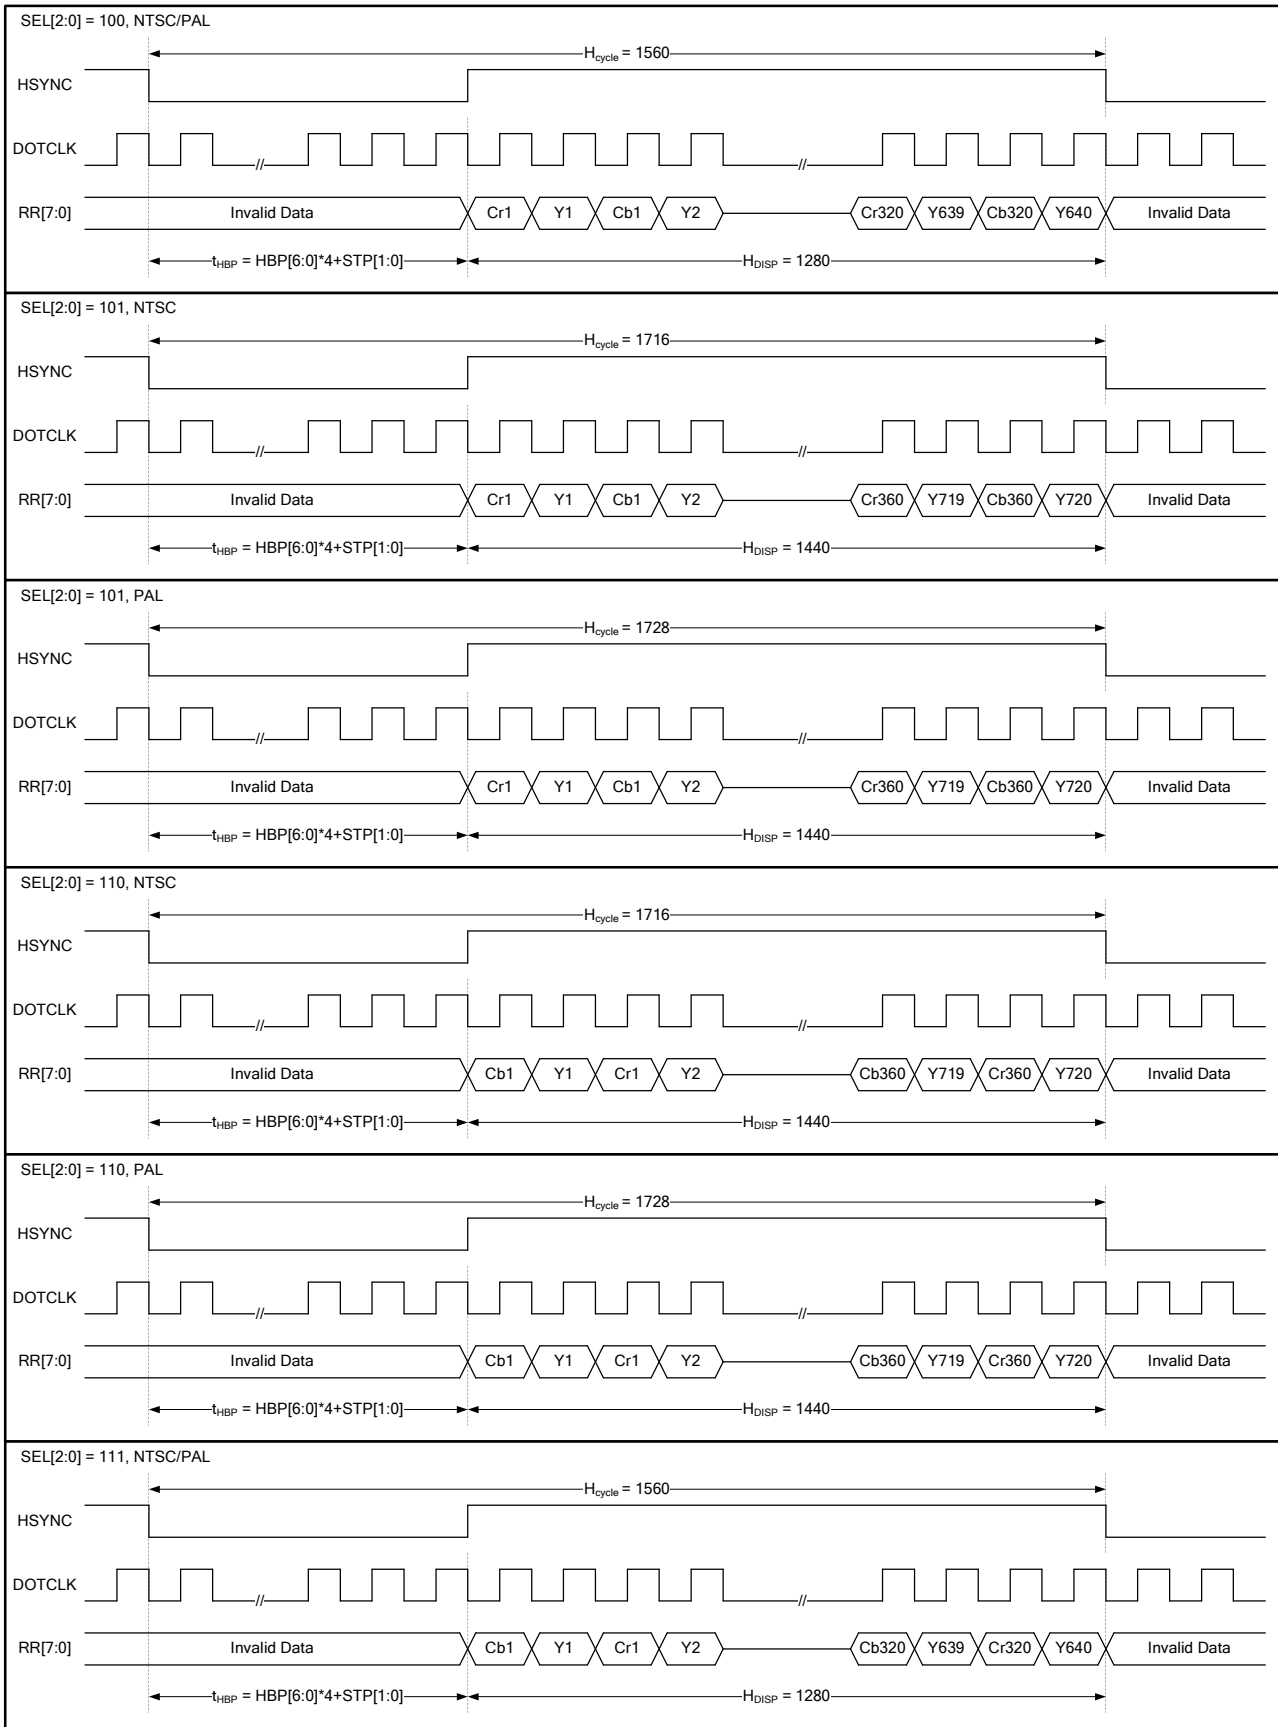 SEL[2:0] = 100, NTSC/PAL
Hcycle = 1560
HSYNC
DOTCLK
// //
RR[7:0] Invalid Data Cr1 Y1 Cb1 Y2 Cr320 Y639 Cb320 Y640 Invalid Data
tHBP = HBP[6:0]*4+STP[1:0] HDISP = 1280
SEL[2:0] = 101, NTSC
Hcycle = 1716
HSYNC
DOTCLK
// //
RR[7:0] Invalid Data Cr1 Y1 Cb1 Y2 Cr360 Y719 Cb360 Y720 Invalid Data
tHBP = HBP[6:0]*4+STP[1:0] HDISP = 1440
SEL[2:0] = 101, PAL
Hcycle = 1728
HSYNC
DOTCLK
// //
RR[7:0] Invalid Data Cr1 Y1 Cb1 Y2 Cr360 Y719 Cb360 Y720 Invalid Data
tHBP = HBP[6:0]*4+STP[1:0] HDISP = 1440
SEL[2:0] = 110, NTSC
Hcycle = 1716
HSYNC
DOTCLK
// //
RR[7:0] Invalid Data Cb1 Y1 Cr1 Y2 Cb360 Y719 Cr360 Y720 Invalid Data
tHBP = HBP[6:0]*4+STP[1:0] HDISP = 1440
SEL[2:0] = 110, PAL
Hcycle = 1728
HSYNC
DOTCLK
// //
RR[7:0] Invalid Data Cb1 Y1 Cr1 Y2 Cb360 Y719 Cr360 Y720 Invalid Data
tHBP = HBP[6:0]*4+STP[1:0] HDISP = 1440
SEL[2:0] = 111, NTSC/PAL
Hcycle = 1560
HSYNC
DOTCLK
// //
RR[7:0] Invalid Data Cb1 Y1 Cr1 Y2 Cb320 Y639 Cr320 Y640 Invalid Data
tHBP = HBP[6:0]*4+STP[1:0] HDISP = 1280